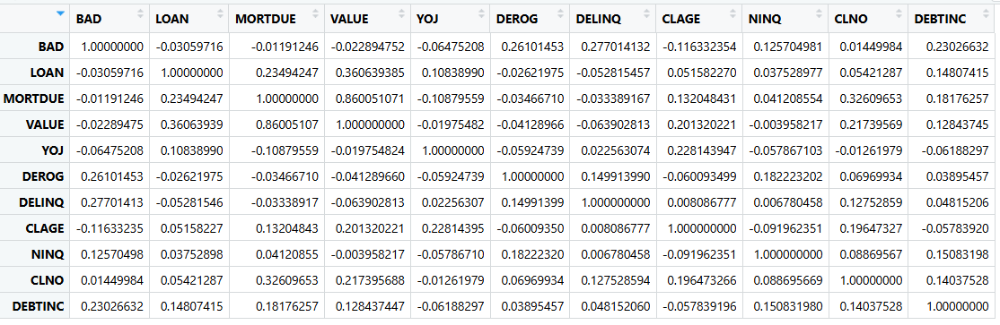 BAD LOAN MORTDUE VALUE YOJ DEROG DELINQ CLAGE NINQ CLNO DEBTINC
BAD 1.00000000 -0.03059716 -0.01191246 -0.022894752 -0.06475208 0.26101453 0.277014132 -0.116332354 0.125704981 0.01449984 0.23026632
LOAN -0.03059716 1.00000000 0.23494247 0.360639385 0.10838990 -0.02621975 -0.052815457 0.051582270 0.037528977 0.05421287 0.14807415
MORTDUE -0.01191246 0.23494247 1.00000000 0.860051071 -0.10879559 -0.03466710 -0.033389167 0.132048431 0.041208554 0.32609653 0.18176257
VALUE -0.02289475 0.36063939 0.86005107 1.000000000 -0.01975482 -0.04128966 -0.063902813 0.201320221 -0.003958217 0.21739569 0.12843745
YOJ -0.06475208 0.10838990 -0.10879559 -0.019754824 1.00000000 -0.05924739 0.022563074 0.228143947 -0.057867103 -0.01261979 -0.06188297
DEROG 0.26101453 -0.02621975 -0.03466710 -0.041289660 -0.05924739 1.00000000 0.149913990 -0.060093499 0.182223202 0.06969934 0.03895457
DELINQ 0.27701413 -0.05281546 -0.03338917 -0.063902813 0.02256307 0.14991399 1.000000000 0.008086777 0.006780458 0.12752859 0.04815206
CLAGE -0.11633235 0.05158227 0.13204843 0.201320221 0.22814395 -0.06009350 0.008086777 1.000000000 -0.091962351 0.19647327 -0.05783920
NINQ 0.12570498 0.03752898 0.04120855 -0.003958217 -0.05786710 0.18222320 0.006780458 -0.091962351 1.000000000 0.08869567 0.15083198
CLNO 0.01449984 0.05421287 0.32609653 0.217395688 -0.01261979 0.06969934 0.127528594 0.196473266 0.088695669 1.00000000 0.14037528
DEBTINC 0.23026632 0.14807415 0.18176257 0.128437447 -0.06188297 0.03895457 0.048152060 -0.057839196 0.150831980 0.14037528 1.00000000